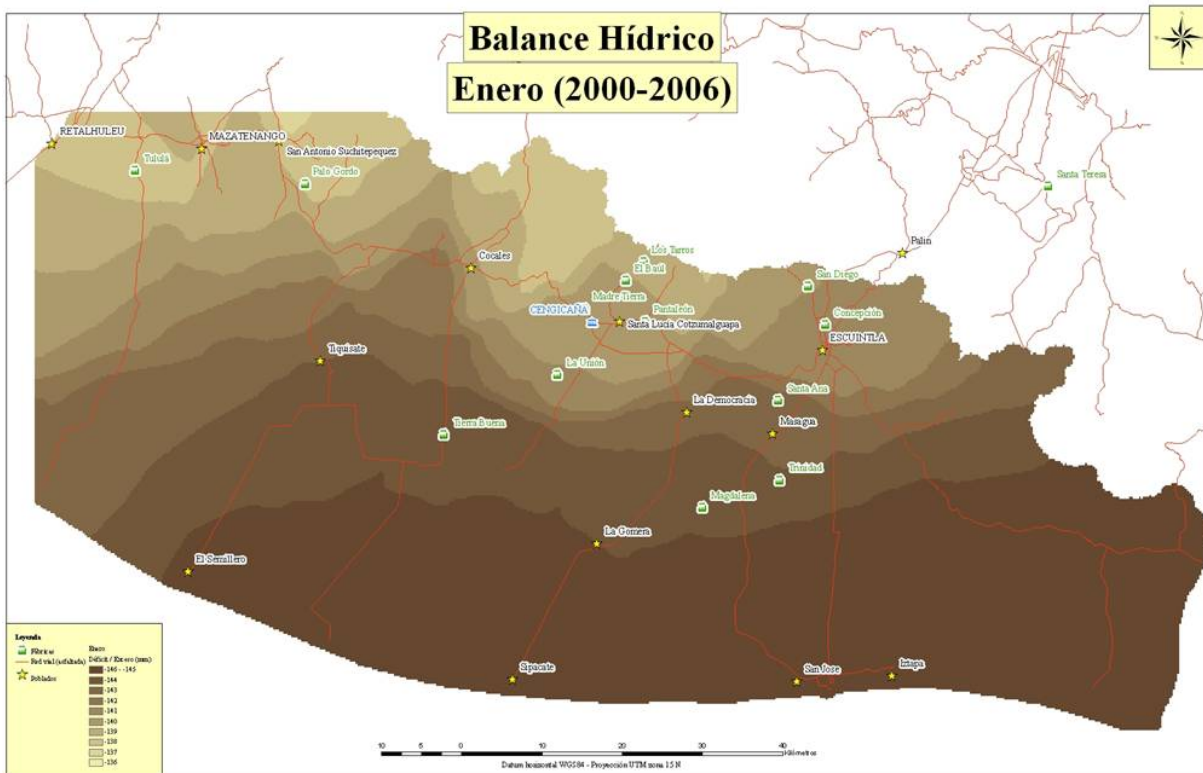 Balance Hídrico
Enero (2000-2006)
RETALHULEU
MAZATENANGO
San Antonio Suchitepequez
Tululá
Palo Gordo
Santa Teresa
Palin
Cocales
Los Tarros
El Baúl
San Diego
Madre Tierra
CENGICAÑA
Pantaleón
Santa Lucia Cotzumalguapa
Concepción
ESCUINTLA
Tiquisate
La Unión
Santa Ana
La Democracia
Tierra Buena
Masagua
Trinidad
Magdalena
La Gomera
El Semillero
Sipacate
San Jose
Iztapa
Leyenda
Fábricas
Red vial (asfaltada)
Poblados
Enero
Déficit / Exceso (mm)
-146 - -145
-144
-143
-142
-141
-140
-139
-138
-137
-136
10 5 0 10 20 30 40
Kilómetros
Datum horizontal WGS84 - Proyección UTM zona 15 N